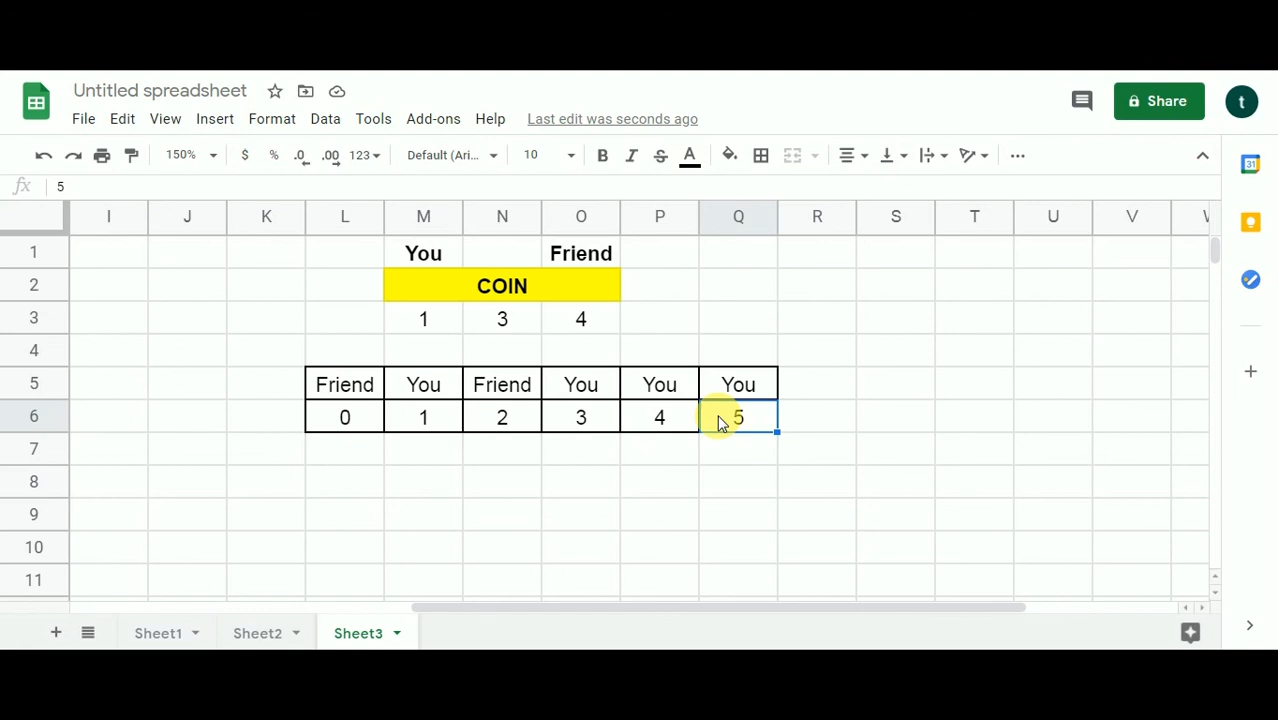 Untitled spreadsheet
Share
t
File Edit View Insert Format Data Tools Add-ons Help Last edit was seconds ago
150% $ % .0 .00 123 Default (Ari... 10 B I S A
fx 5
31
I J K L M N O P Q R S T U V
1 You Friend
2 COIN
3 1 3 4
4
5 Friend You Friend You You You
6 0 1 2 3 4 5
7
8
9
10
11
Sheet1 Sheet2 Sheet3